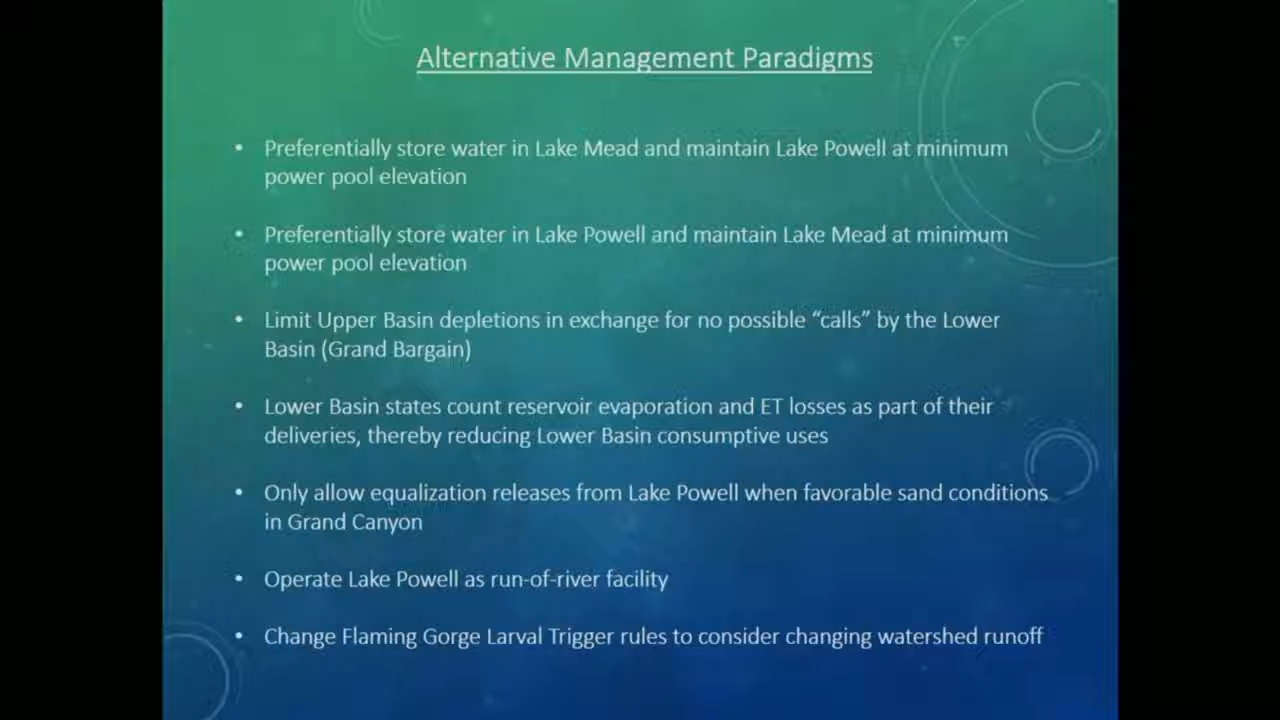 Alternative Management Paradigms
• Preferentially store water in Lake Mead and maintain Lake Powell at minimum
power pool elevation
• Preferentially store water in Lake Powell and maintain Lake Mead at minimum
power pool elevation
• Limit Upper Basin depletions in exchange for no possible “calls” by the Lower
Basin (Grand Bargain)
• Lower Basin states count reservoir evaporation and ET losses as part of their
deliveries, thereby reducing Lower Basin consumptive uses
• Only allow equalization releases from Lake Powell when favorable sand conditions
in Grand Canyon
• Operate Lake Powell as run-of-river facility
• Change Flaming Gorge Larval Trigger rules to consider changing watershed runoff